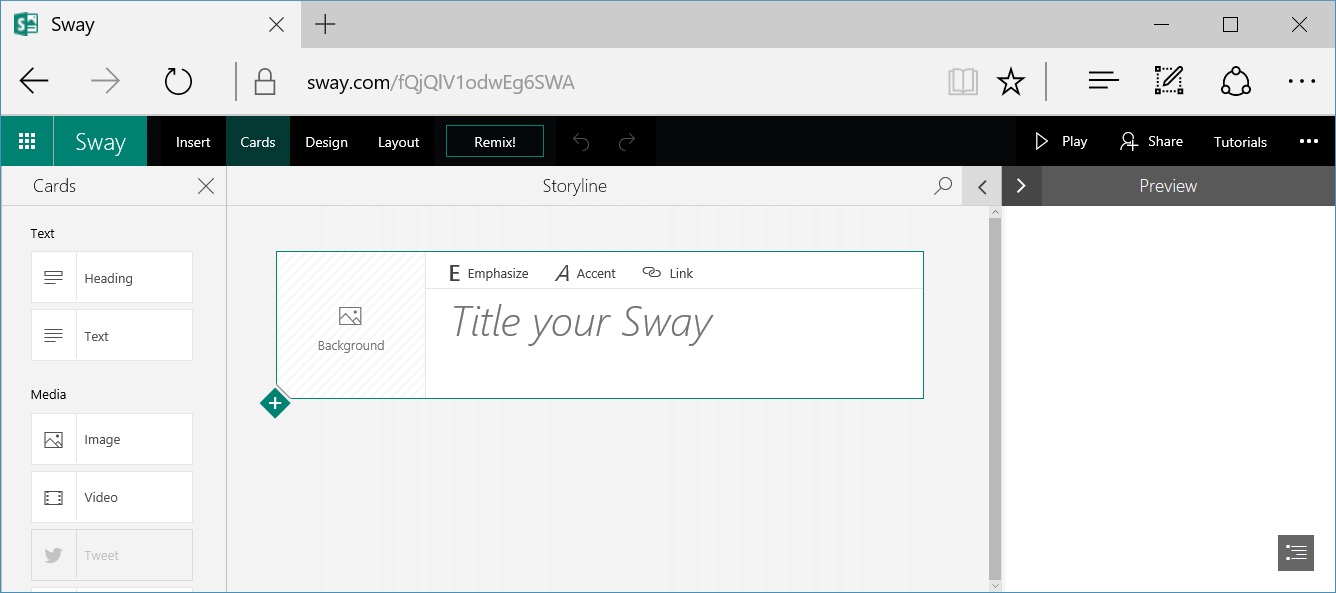 Sway
sway.com/fQjQlV1odwEg6SWA
Sway Insert Cards Design Layout Remix! Play Share Tutorials
Cards
Storyline
Preview
Text
Heading
Text
Media
Image
Video
Tweet
E Emphasize A Accent Link
Title your Sway
Background